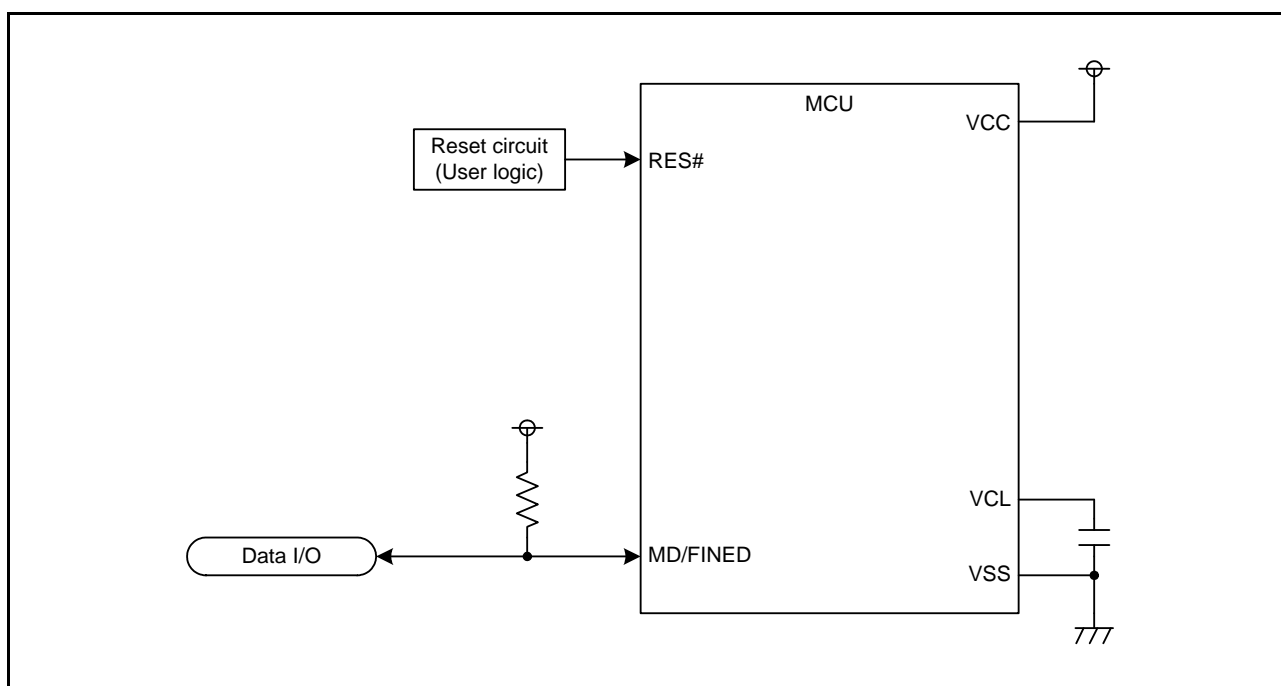 MCU
VCC
Reset circuit
(User logic)
RES#
VCL
Data I/O
MD/FINED
VSS